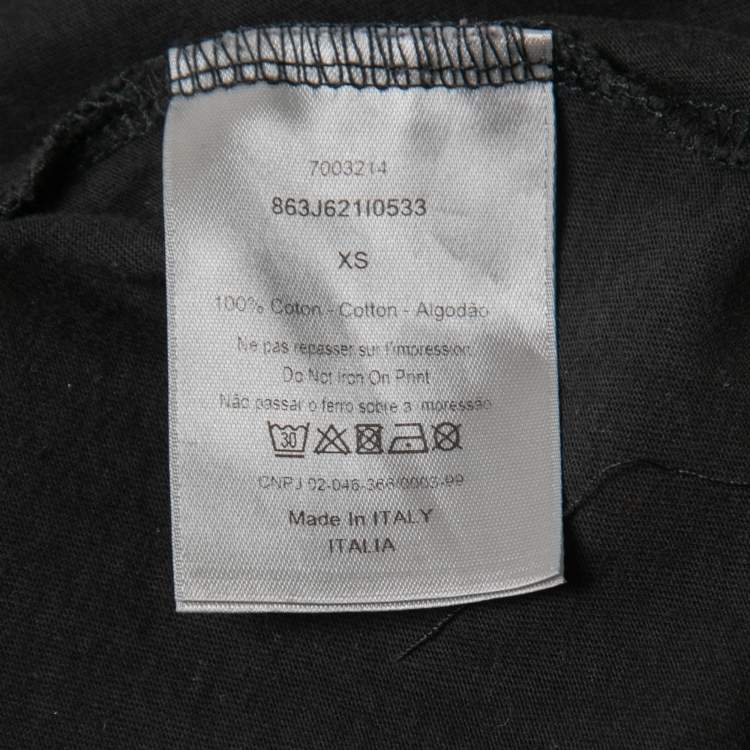 7003214
863J621I0533
XS
100% Coton - Cotton - Algodão
Ne pas repasser sur l'impression
Do Not Iron On Print
Não passar o ferro sobre a impressão
30
CNPJ 02-046-366/0003-99
Made In ITALY
ITALIA